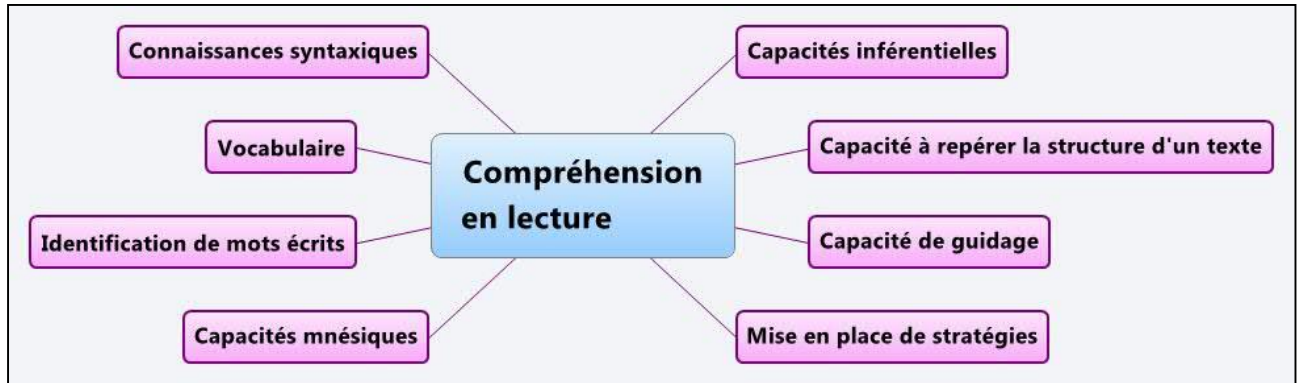 Connaissances syntaxiques
Vocabulaire
Identification de mots écrits
Capacités mnésiques
Compréhension
en lecture
Capacités inférentielles
Capacité à repérer la structure d'un texte
Capacité de guidage
Mise en place de stratégies